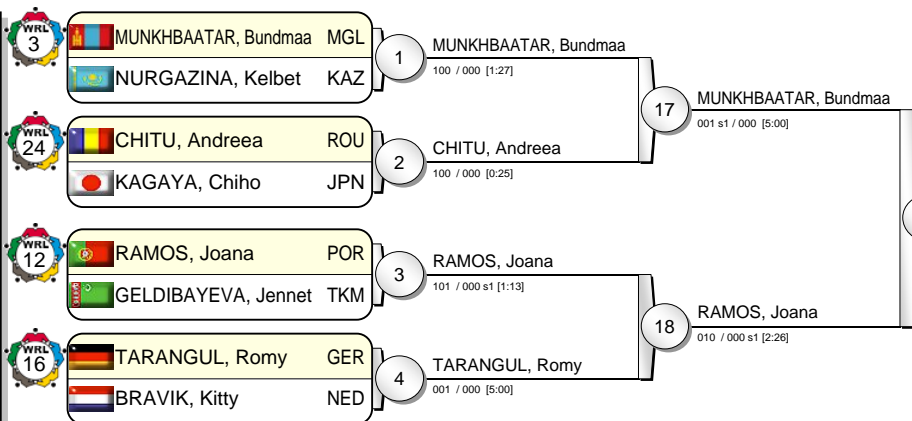 WRL
3
MUNKHBAATAR, Bundmaa MGL
NURGAZINA, Kelbet KAZ
1
MUNKHBAATAR, Bundmaa
100 / 000 [1:27]
WRL
24
CHITU, Andreea ROU
KAGAYA, Chiho JPN
2
CHITU, Andreea
100 / 000 [0:25]
17
MUNKHBAATAR, Bundmaa
001 s1 / 000 [5:00]
WRL
12
RAMOS, Joana POR
GELDIBAYEVA, Jennet TKM
3
RAMOS, Joana
101 / 000 s1 [1:13]
WRL
16
TARANGUL, Romy GER
BRAVIK, Kitty NED
4
TARANGUL, Romy
001 / 000 [5:00]
18
RAMOS, Joana
010 / 000 s1 [2:26]